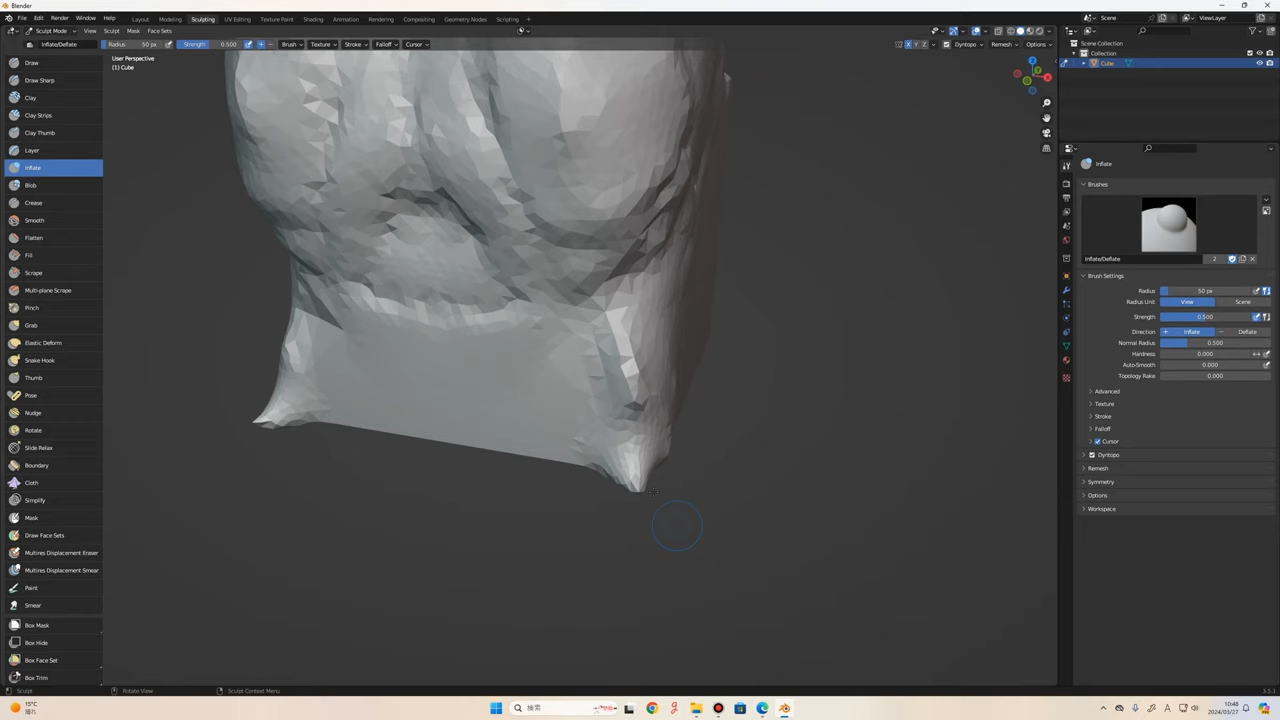 Blender
File Edit Render Window Help Layout Modeling Sculpting UV Editing Texture Paint Shading Animation Rendering Compositing Geometry Nodes Scripting + Scene ViewLayer
Sculpt Mode View Sculpt Mask Face Sets
Inflate/Deflate Radius 50 px Strength 0.500 Brush Texture Stroke Falloff Cursor X Y Z Dyntopo Remesh Options
Scene Collection
Collection
Cube
User Perspective
(1) Cube
Draw
Draw Sharp
Clay
Clay Strips
Clay Thumb
Layer
Inflate
Blob
Crease
Smooth
Flatten
Fill
Scrape
Multi-plane Scrape
Pinch
Grab
Elastic Deform
Snake Hook
Thumb
Pose
Nudge
Rotate
Slide Relax
Boundary
Cloth
Simplify
Mask
Draw Face Sets
Multires Displacement Eraser
Multires Displacement Smear
Paint
Smear
Box Mask
Box Hide
Box Face Set
Box Trim
Z
Y
X
Inflate
Brushes
Inflate/Deflate 2
Brush Settings
Radius 50 px
Radius Unit View Scene
Strength 0.500
Direction + Inflate − Deflate
Normal Radius 0.500
Hardness 0.000
Auto-Smooth 0.000
Topology Rake 0.000
Advanced
Texture
Stroke
Falloff
Cursor
Dyntopo
Remesh
Symmetry
Options
Workspace
Sculpt Rotate View Sculpt Context Menu 3.5.1
15°C
晴れ
検索
A
10:48
2024/03/27